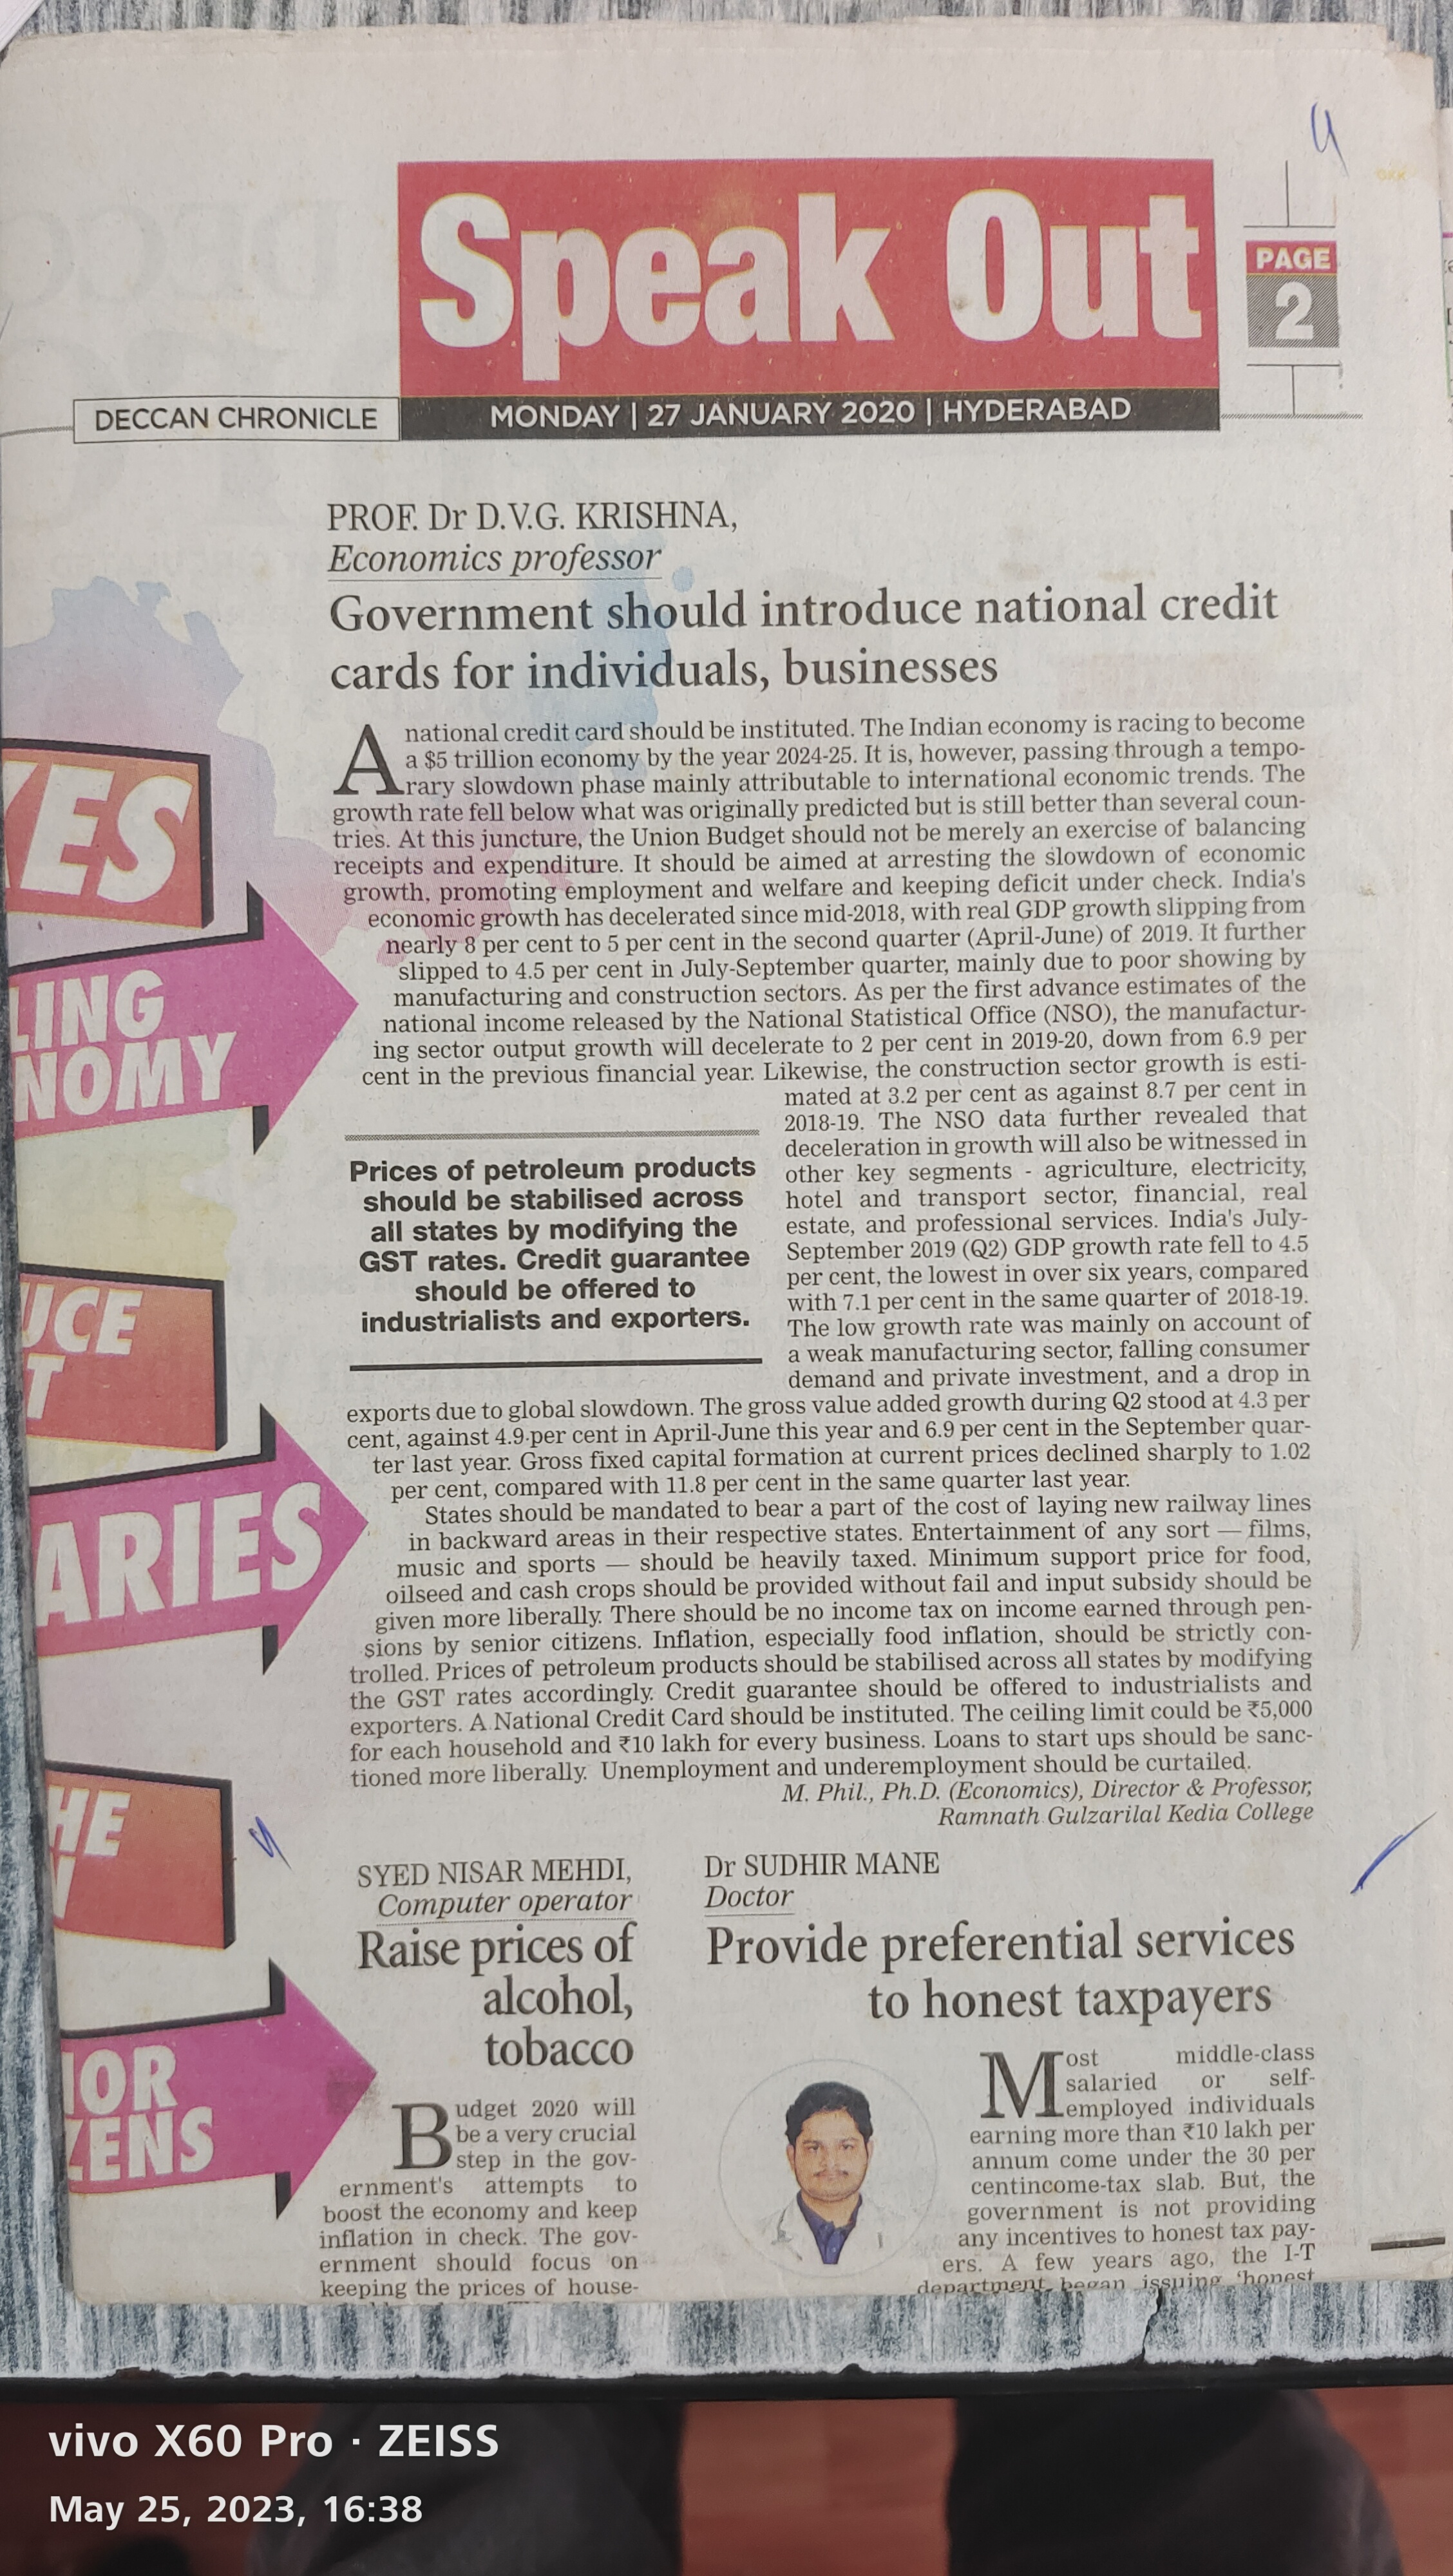 Speak Out
PAGE
2
DECCAN CHRONICLE
MONDAY | 27 JANUARY 2020 | HYDERABAD
PROF. Dr D.V.G. KRISHNA,
Economics professor
Government should introduce national credit
cards for individuals, businesses
A national credit card should be instituted. The Indian economy is racing to become
a $5 trillion economy by the year 2024-25. It is, however, passing through a tempo-
rary slowdown phase mainly attributable to international economic trends. The
growth rate fell below what was originally predicted but is still better than several coun-
tries. At this juncture, the Union Budget should not be merely an exercise of balancing
receipts and expenditure. It should be aimed at arresting the slowdown of economic
growth, promoting employment and welfare and keeping deficit under check. India's
economic growth has decelerated since mid-2018, with real GDP growth slipping from
nearly 8 per cent to 5 per cent in the second quarter (April-June) of 2019. It further
slipped to 4.5 per cent in July-September quarter, mainly due to poor showing by
manufacturing and construction sectors. As per the first advance estimates of the
national income released by the National Statistical Office (NSO), the manufactur-
ing sector output growth will decelerate to 2 per cent in 2019-20, down from 6.9 per
cent in the previous financial year. Likewise, the construction sector growth is esti-
mated at 3.2 per cent as against 8.7 per cent in
2018-19. The NSO data further revealed that
deceleration in growth will also be witnessed in
other key segments - agriculture, electricity,
hotel and transport sector, financial, real
estate, and professional services. India's July-
September 2019 (Q2) GDP growth rate fell to 4.5
per cent, the lowest in over six years, compared
with 7.1 per cent in the same quarter of 2018-19.
The low growth rate was mainly on account of
a weak manufacturing sector, falling consumer
demand and private investment, and a drop in
exports due to global slowdown. The gross value added growth during Q2 stood at 4.3 per
cent, against 4.9 per cent in April-June this year and 6.9 per cent in the September quar-
ter last year. Gross fixed capital formation at current prices declined sharply to 1.02
per cent, compared with 11.8 per cent in the same quarter last year.
States should be mandated to bear a part of the cost of laying new railway lines
in backward areas in their respective states. Entertainment of any sort — films,
music and sports — should be heavily taxed. Minimum support price for food,
oilseed and cash crops should be provided without fail and input subsidy should be
given more liberally. There should be no income tax on income earned through pen-
sions by senior citizens. Inflation, especially food inflation, should be strictly con-
trolled. Prices of petroleum products should be stabilised across all states by modifying
the GST rates accordingly. Credit guarantee should be offered to industrialists and
exporters. A National Credit Card should be instituted. The ceiling limit could be ₹5,000
for each household and ₹10 lakh for every business. Loans to start ups should be sanc-
tioned more liberally. Unemployment and underemployment should be curtailed.
M. Phil., Ph.D. (Economics), Director & Professor,
Ramnath Gulzarilal Kedia College
Prices of petroleum products
should be stabilised across
all states by modifying the
GST rates. Credit guarantee
should be offered to
industrialists and exporters.
YES
LING
NOMY
UCE
T
ARIES
HE
IOR
ZENS
SYED NISAR MEHDI,
Computer operator
Raise prices of
alcohol,
tobacco
Budget 2020 will
be a very crucial
step in the gov-
ernment's attempts to
boost the economy and keep
inflation in check. The gov-
ernment should focus on
keeping the prices of house-
Dr SUDHIR MANE
Doctor
Provide preferential services
to honest taxpayers
Most middle-class
salaried or self-
employed individuals
earning more than ₹10 lakh per
annum come under the 30 per
centincome-tax slab. But, the
government is not providing
any incentives to honest tax pay-
ers. A few years ago, the I-T
department began issuing 'honest
vivo X60 Pro · ZEISS
May 25, 2023, 16:38